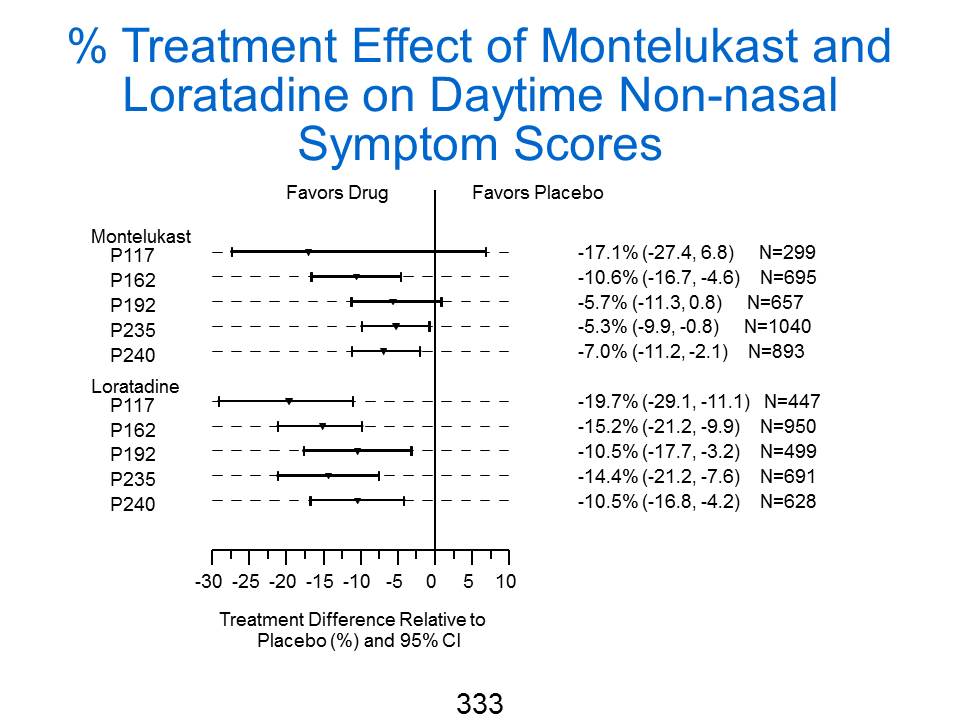 % Treatment Effect of Montelukast and
Loratadine on Daytime Non-nasal
Symptom Scores
Favors Drug Favors Placebo
Montelukast
P117 -17.1% (-27.4, 6.8) N=299
P162 -10.6% (-16.7, -4.6) N=695
P192 -5.7% (-11.3, 0.8) N=657
P235 -5.3% (-9.9, -0.8) N=1040
P240 -7.0% (-11.2, -2.1) N=893
Loratadine
P117 -19.7% (-29.1, -11.1) N=447
P162 -15.2% (-21.2, -9.9) N=950
P192 -10.5% (-17.7, -3.2) N=499
P235 -14.4% (-21.2, -7.6) N=691
P240 -10.5% (-16.8, -4.2) N=628
-30 -25 -20 -15 -10 -5 0 5 10
Treatment Difference Relative to
Placebo (%) and 95% CI
333